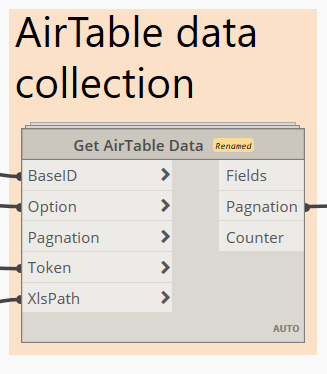 AirTable data
collection
Get AirTable Data Renamed
BaseID Fields
Option Pagnation
Pagnation Counter
Token
XlsPath
AUTO